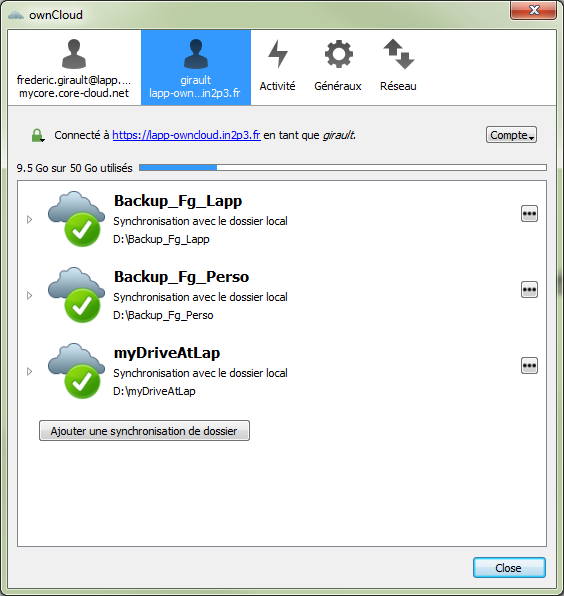 ownCloud
frederic.girault@lapp....
mycore.core-cloud.net
girault
lapp-own...in2p3.fr
Activité
Généraux
Réseau
Connecté à https://lapp-owncloud.in2p3.fr en tant que girault.
Compte
9.5 Go sur 50 Go utilisés
Backup_Fg_Lapp
Synchronisation avec le dossier local
D:\Backup_Fg_Lapp
Backup_Fg_Perso
Synchronisation avec le dossier local
D:\Backup_Fg_Perso
myDriveAtLap
Synchronisation avec le dossier local
D:\myDriveAtLap
Ajouter une synchronisation de dossier
Close